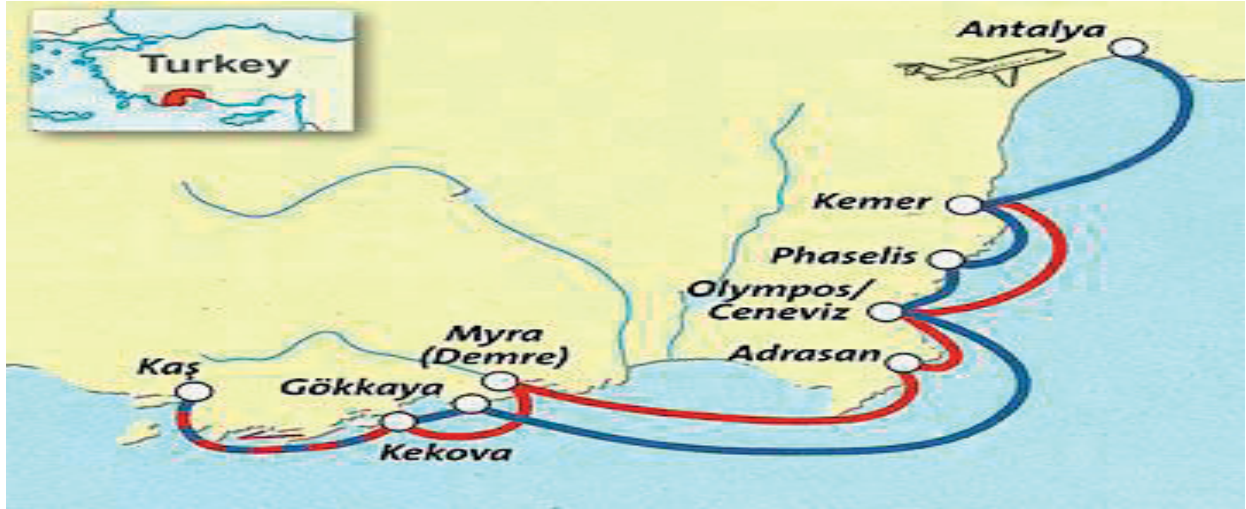 Turkey
Antalya
Kemer
Phaselis
Olympos/
Ceneviz
Adrasan
Myra
(Demre)
Gökkaya
Kaş
Kekova